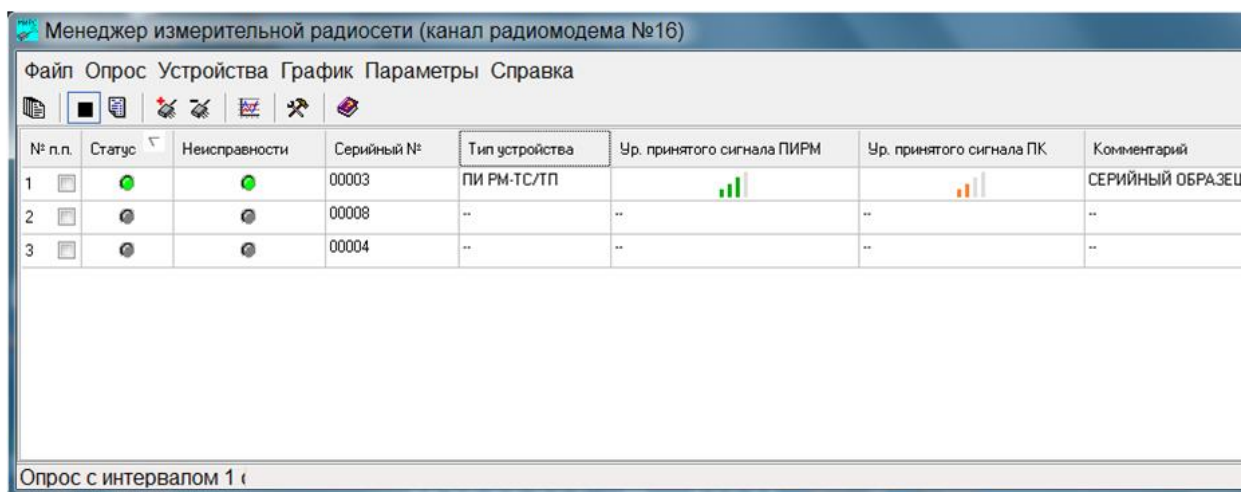 Менеджер измерительной радиосети (канал радиомодема №16)
Файл Опрос Устройства График Параметры Справка
№ п.п. Статус Неисправности Серийный № Тип устройства Ур. принятого сигнала ПИРМ Ур. принятого сигнала ПК Комментарий
1 00003 ПИ РМ-ТС/ТП СЕРИЙНЫЙ ОБРАЗЕЦ
2 00008 -- -- -- --
3 00004 -- -- -- --
Опрос с интервалом 1